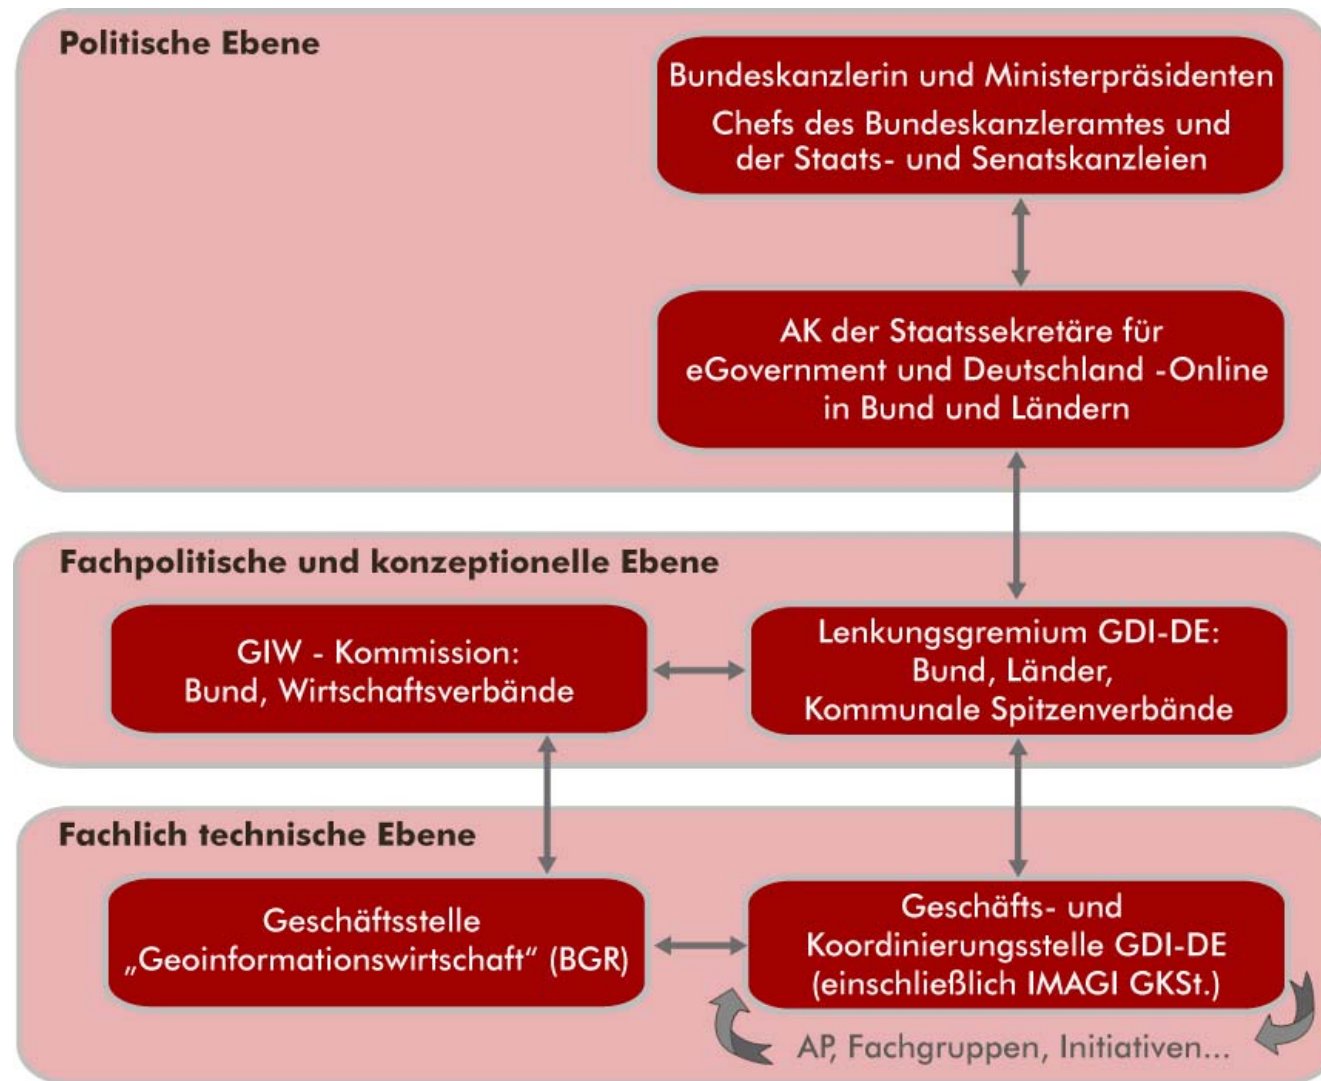 Politische Ebene
Bundeskanzlerin und Ministerpräsidenten
Chefs des Bundeskanzleramtes und
der Staats- und Senatskanzleien
AK der Staatssekretäre für
eGovernment und Deutschland -Online
in Bund und Ländern
Fachpolitische und konzeptionelle Ebene
GIW - Kommission:
Bund, Wirtschaftsverbände
Lenkungsgremium GDI-DE:
Bund, Länder,
Kommunale Spitzenverbände
Fachlich technische Ebene
Geschäftsstelle
„Geoinformationswirtschaft“ (BGR)
Geschäfts- und
Koordinierungsstelle GDI-DE
(einschließlich IMAGI GKSt.)
AP, Fachgruppen, Initiativen...